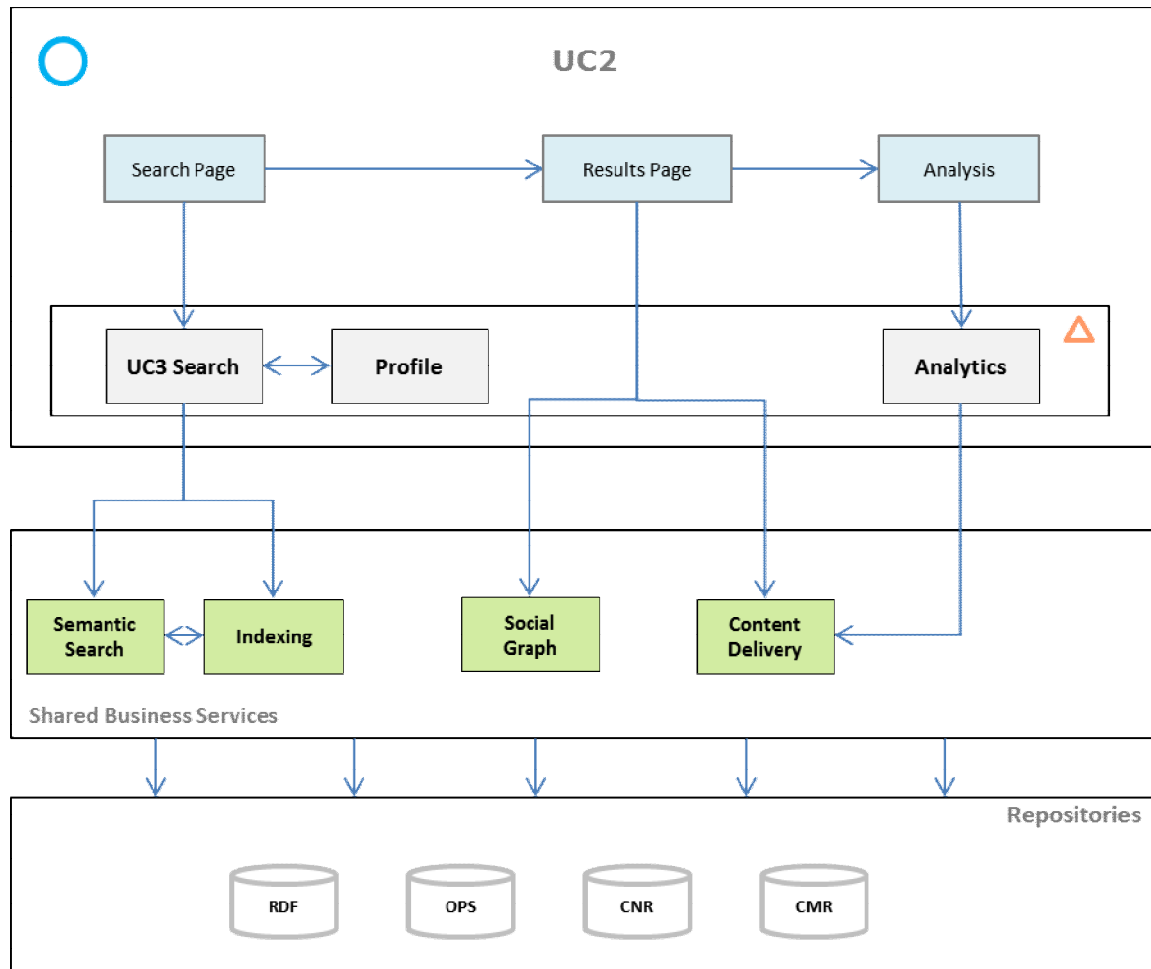 UC2
Search Page
Results Page
Analysis
UC3 Search
Profile
Analytics
Semantic
Search
Indexing
Social
Graph
Content
Delivery
Shared Business Services
Repositories
RDF
OPS
CNR
CMR